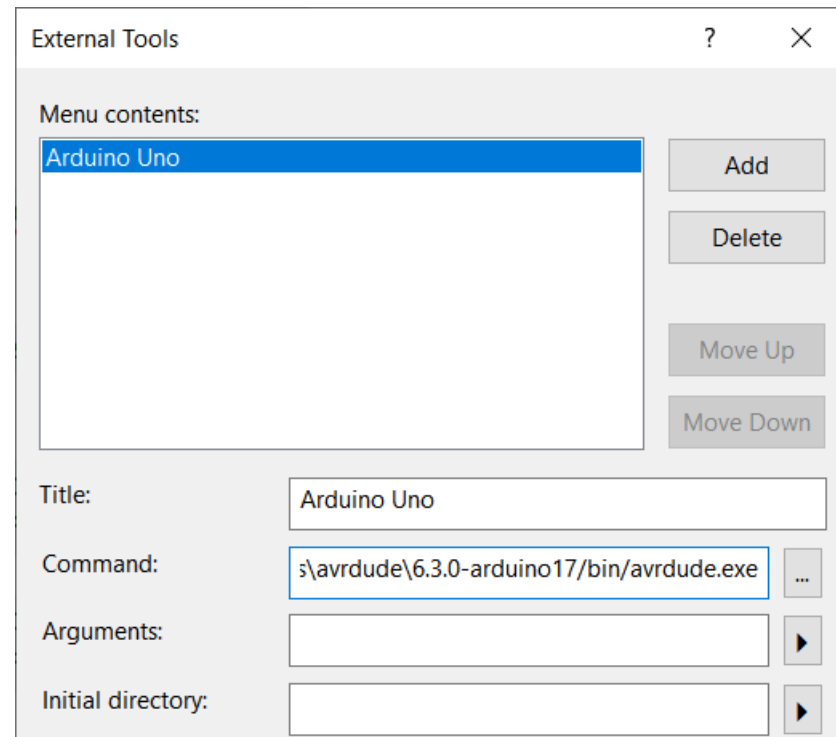 External Tools
?
Menu contents:
Arduino Uno
Add
Delete
Move Up
Move Down
Title:
Arduino Uno
Command:
s\avrdude\6.3.0-arduino17/bin/avrdude.exe
...
Arguments:
Initial directory: